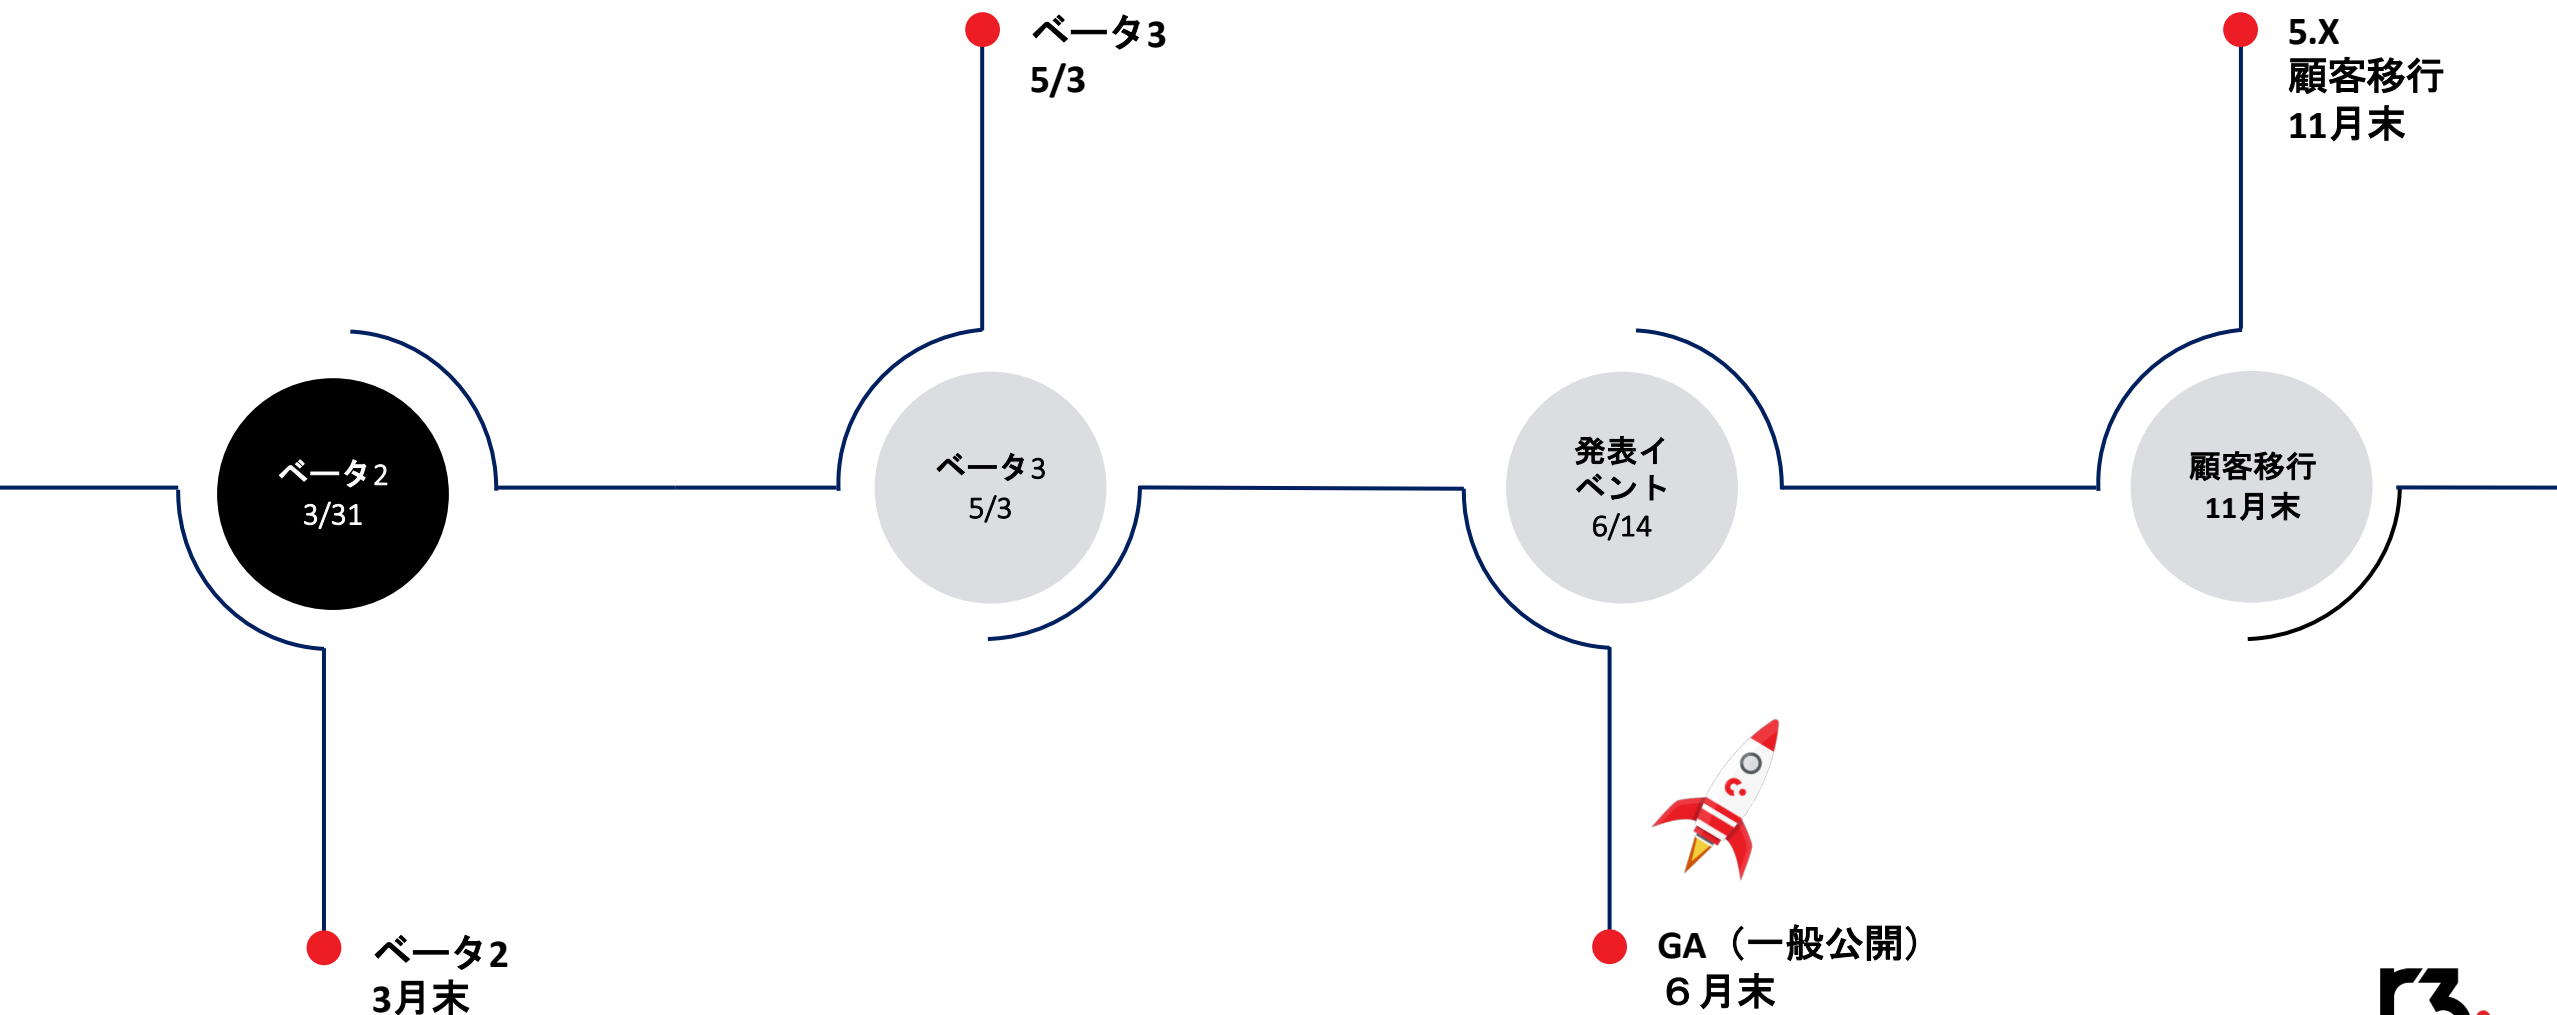 ベータ3
5/3
5.X
顧客移行
11月末
ベータ2
3/31
ベータ3
5/3
発表イ
ベント
6/14
顧客移行
11月末
ベータ2
3月末
GA（一般公開）
６月末
r3.